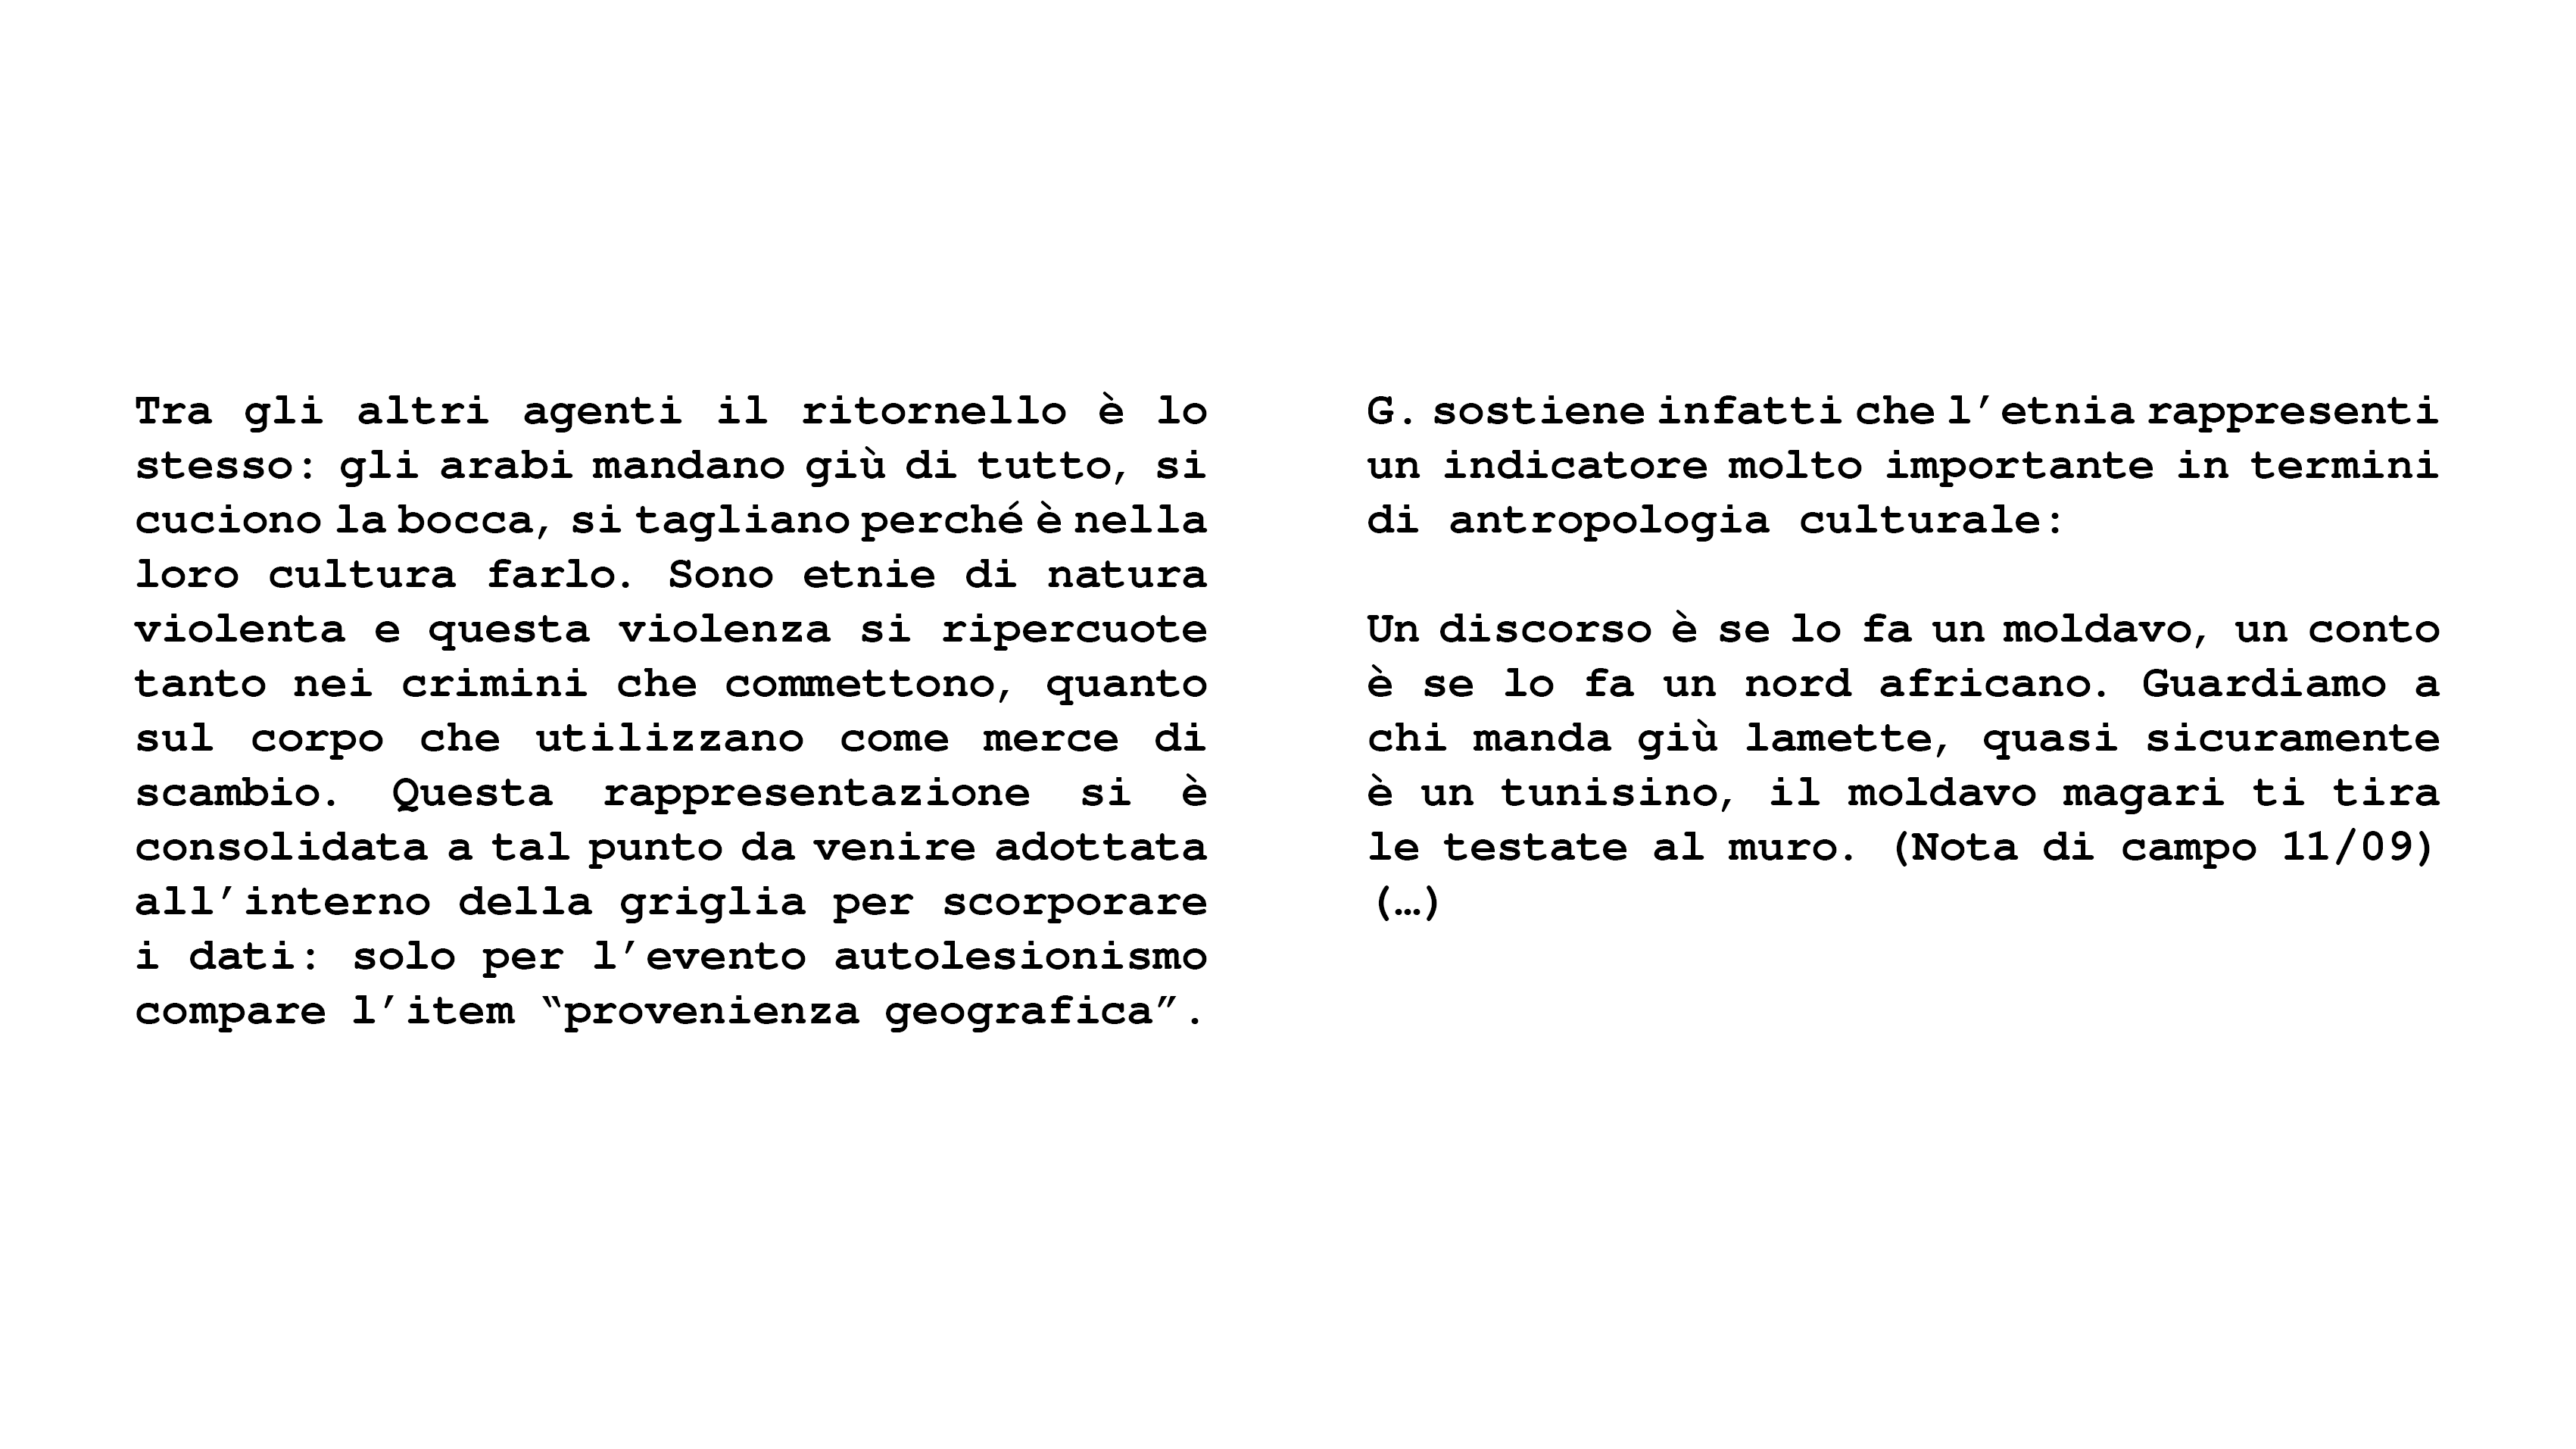 Tra gli altri agenti il ritornello è lo
stesso: gli arabi mandano giù di tutto, si
cuciono la bocca, si tagliano perché è nella
loro cultura farlo. Sono etnie di natura
violenta e questa violenza si ripercuote
tanto nei crimini che commettono, quanto
sul corpo che utilizzano come merce di
scambio. Questa rappresentazione si è
consolidata a tal punto da venire adottata
all’interno della griglia per scorporare
i dati: solo per l’evento autolesionismo
compare l’item “provenienza geografica”.
G. sostiene infatti che l’etnia rappresenti
un indicatore molto importante in termini
di antropologia culturale:
Un discorso è se lo fa un moldavo, un conto
è se lo fa un nord africano. Guardiamo a
chi manda giù lamette, quasi sicuramente
è un tunisino, il moldavo magari ti tira
le testate al muro. (Nota di campo 11/09)
(…)